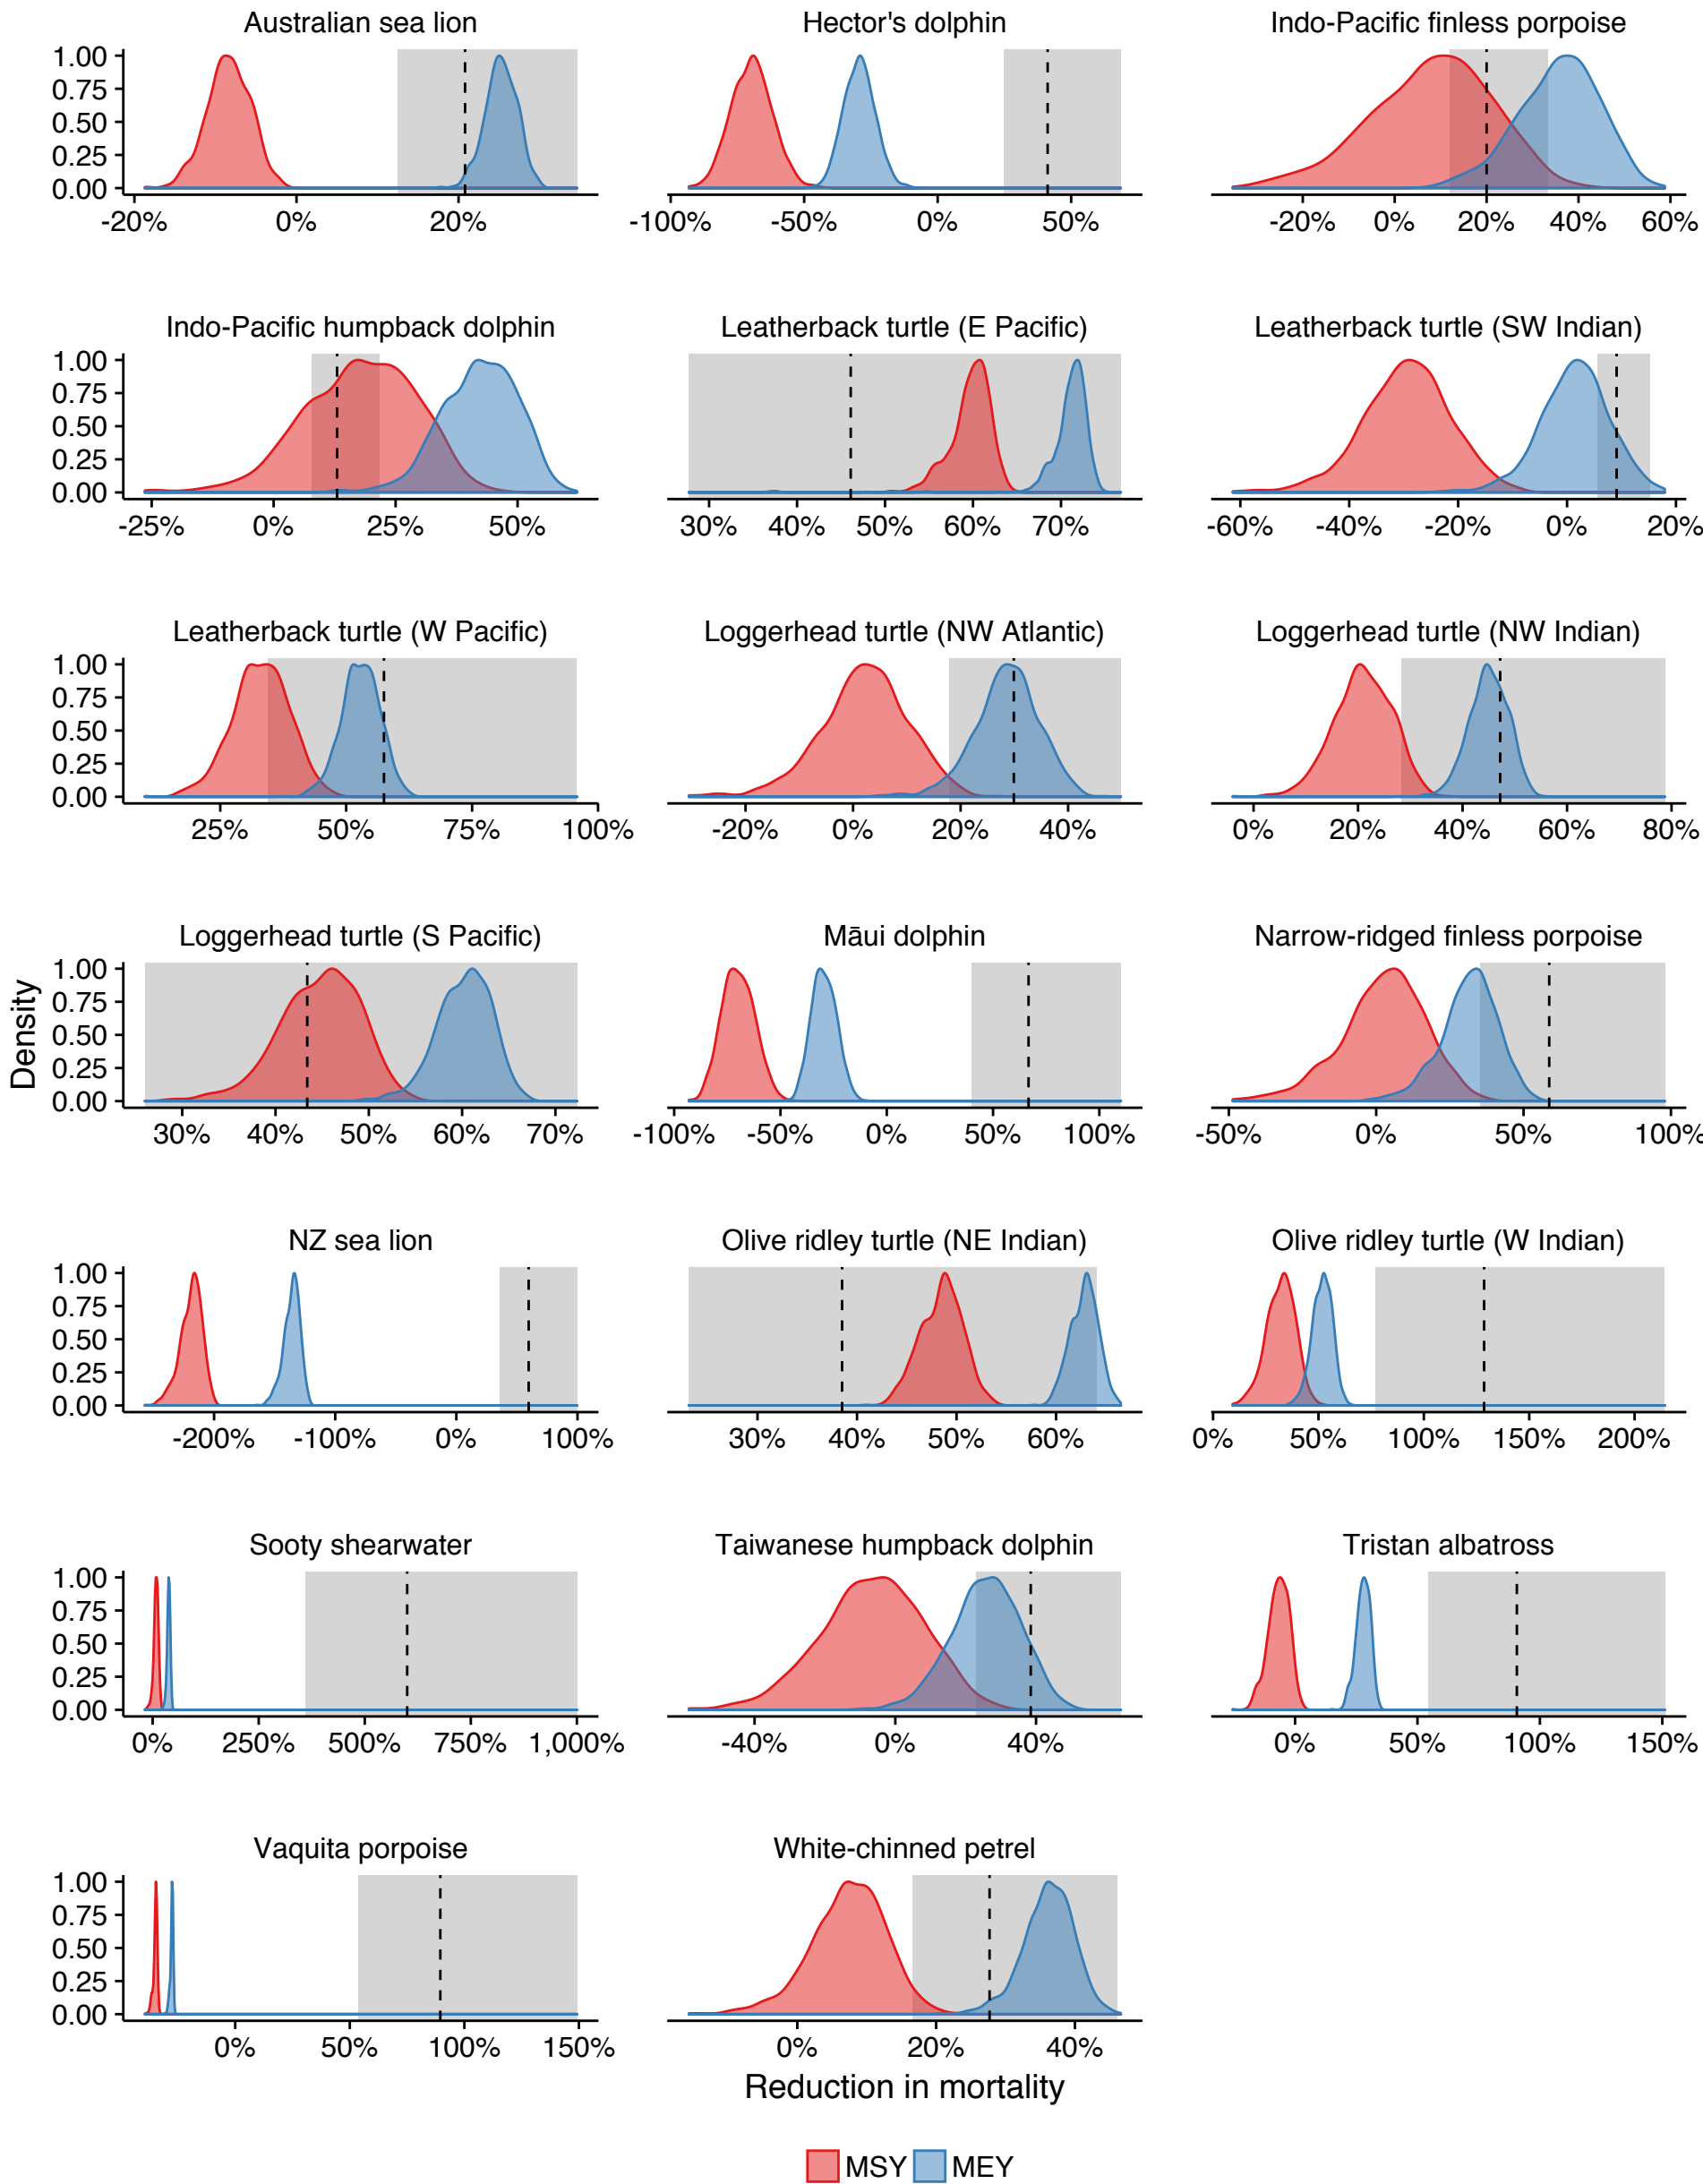 Australian sea lion Hector's dolphin Indo-Pacific finless porpoise
1.00
0.75
0.50
0.25
0.00
-20% 0% 20% -100% -50% 0% 50% -20% 0% 20% 40% 60%
Indo-Pacific humpback dolphin Leatherback turtle (E Pacific) Leatherback turtle (SW Indian)
1.00
0.75
0.50
0.25
0.00
-25% 0% 25% 50% 30% 40% 50% 60% 70% -60% -40% -20% 0% 20%
Leatherback turtle (W Pacific) Loggerhead turtle (NW Atlantic) Loggerhead turtle (NW Indian)
1.00
0.75
0.50
0.25
0.00
25% 50% 75% 100% -20% 0% 20% 40% 0% 20% 40% 60% 80%
Loggerhead turtle (S Pacific) Māui dolphin Narrow-ridged finless porpoise
1.00
0.75
0.50
0.25
0.00
30% 40% 50% 60% 70% -100% -50% 0% 50% 100% -50% 0% 50% 100%
Density
NZ sea lion Olive ridley turtle (NE Indian) Olive ridley turtle (W Indian)
1.00
0.75
0.50
0.25
0.00
-200% -100% 0% 100% 30% 40% 50% 60% 0% 50% 100% 150% 200%
Sooty shearwater Taiwanese humpback dolphin Tristan albatross
1.00
0.75
0.50
0.25
0.00
0% 250% 500% 750% 1,000% -40% 0% 40% 0% 50% 100% 150%
Vaquita porpoise White-chinned petrel
1.00
0.75
0.50
0.25
0.00
0% 50% 100% 150% 0% 20% 40%
Reduction in mortality
MSY MEY